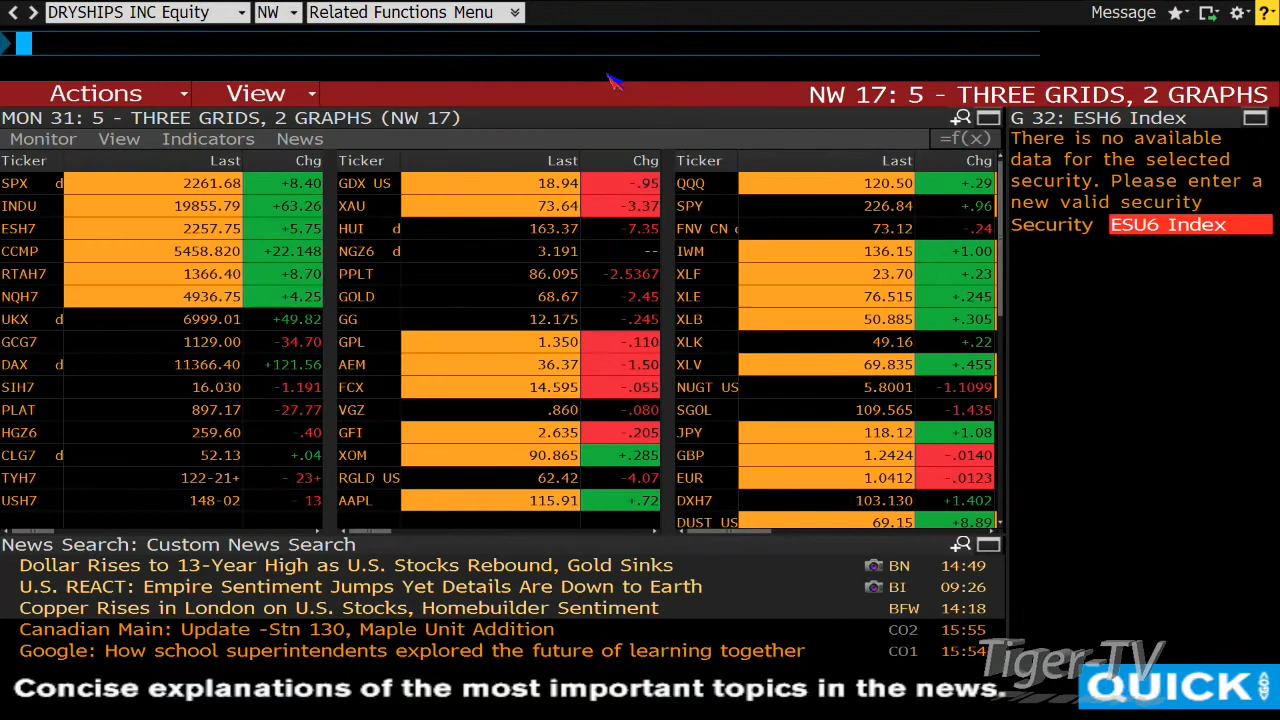 DRYSHIPS INC Equity NW Related Functions Menu Message ?
Actions View NW 17: 5 - THREE GRIDS, 2 GRAPHS
MON 31: 5 - THREE GRIDS, 2 GRAPHS (NW 17)
Monitor View Indicators News =f(x)
Ticker Last Chg Ticker Last Chg Ticker Last Chg
SPX d 2261.68 +8.40 GDX US 18.94 -.95 QQQ 120.50 +.29
INDU 19855.79 +63.26 XAU 73.64 -3.37 SPY 226.84 +.96
ESH7 2257.75 +5.75 HUI d 163.37 -7.35 FNV CN 73.12 -.24
CCMP 5458.820 +22.148 NGZ6 d 3.191 -- IWM 136.15 +1.00
RTAH7 1366.40 +8.70 PPLT 86.095 -2.5367 XLF 23.70 +.23
NQH7 4936.75 +4.25 GOLD 68.67 -2.45 XLE 76.515 +.245
UKX d 6999.01 +49.82 GG 12.175 -.245 XLB 50.885 +.305
GCG7 1129.00 -34.70 GPL 1.350 -.110 XLK 49.16 +.22
DAX d 11366.40 +121.56 AEM 36.37 -1.50 XLV 69.835 +.455
SIH7 16.030 -1.191 FCX 14.595 -.055 NUGT US 5.8001 -1.1099
PLAT 897.17 -27.77 VGZ .860 -.080 SGOL 109.565 -1.435
HGZ6 259.60 -.40 GFI 2.635 -.205 JPY 118.12 +1.08
CLG7 d 52.13 +.04 XOM 90.865 +.285 GBP 1.2424 -.0140
TYH7 122-21+ - 23+ RGLD US 62.42 -4.07 EUR 1.0412 -.0123
USH7 148-02 - 13 AAPL 115.91 +.72 DXH7 103.130 +1.402
DUST US 69.15 +8.89
G 32: ESH6 Index
There is no available
data for the selected
security. Please enter a
new valid security
Security ESU6 Index
News Search: Custom News Search
Dollar Rises to 13-Year High as U.S. Stocks Rebound, Gold Sinks BN 14:49
U.S. REACT: Empire Sentiment Jumps Yet Details Are Down to Earth BI 09:26
Copper Rises in London on U.S. Stocks, Homebuilder Sentiment BFW 14:18
Canadian Main: Update -Stn 130, Maple Unit Addition CO2 15:55
Google: How school superintendents explored the future of learning together CO1 15:54
Tiger-TV
Concise explanations of the most important topics in the news. QUICK